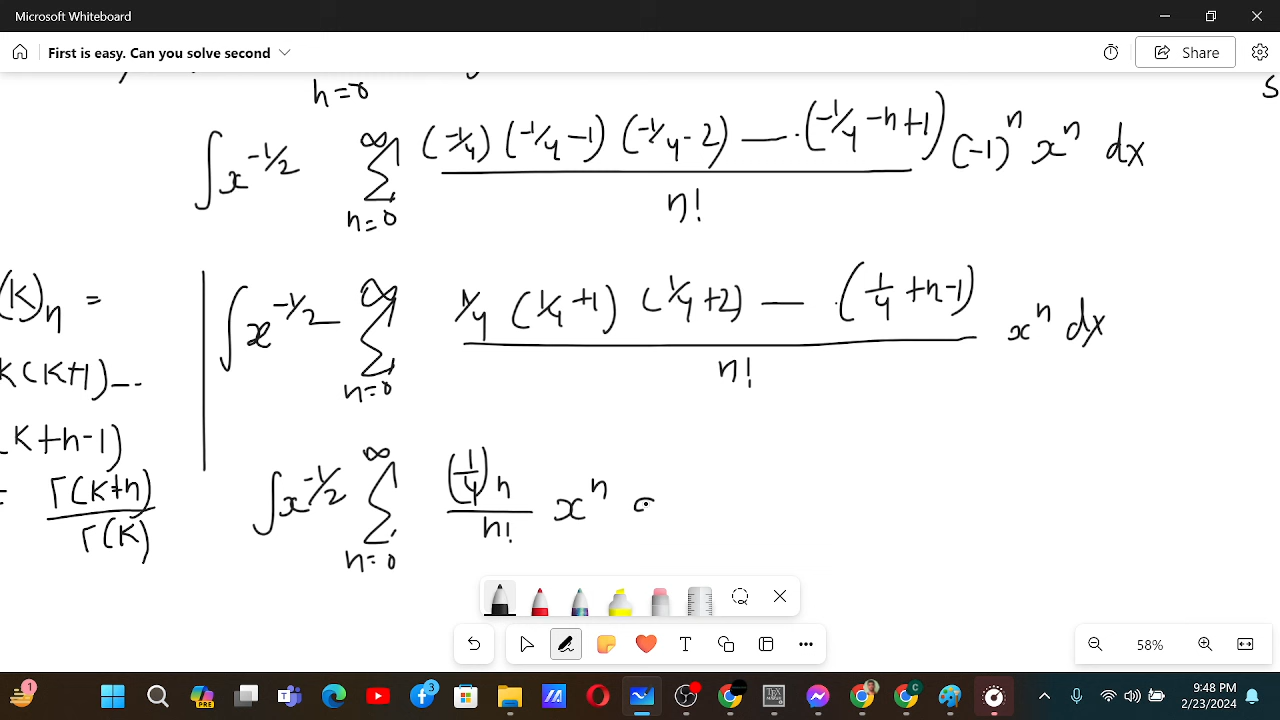 Microsoft Whiteboard
First is easy. Can you solve second
Share
n=0
∫ x^{-1/2} ∑_{n=0}^{∞} (-1/4)(-1/4-1)(-1/4-2) — (-1/4-n+1) / n! (-1)^n x^n dx
(K)_n =
K(K+1)---
(K+n-1)
= Γ(K+n) / Γ(K)
∫ x^{-1/2} ∑_{n=0}^{∞} 1/4 (1/4+1) (1/4+2) — (1/4+n-1) / n! x^n dx
∫ x^{-1/2} ∑_{n=0}^{∞} (1/4)n / n! x^n
58%
1
PRE
3
9:48 PM
2/23/2024